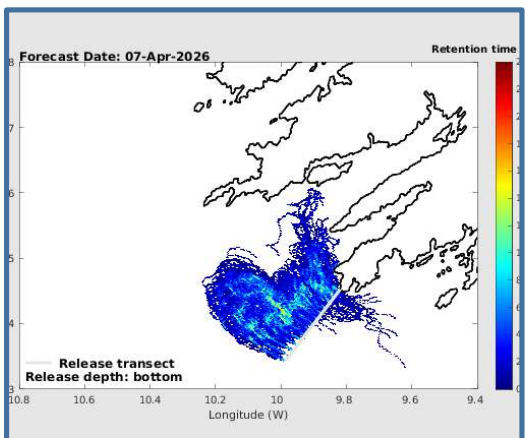 Forecast Date: 07-Apr-2026
Retention time
8
7
6
5
4
3
Release transect
Release depth: bottom
10.8
10.6
10.4
10.2
10
9.8
9.6
9.4
Longitude (W)